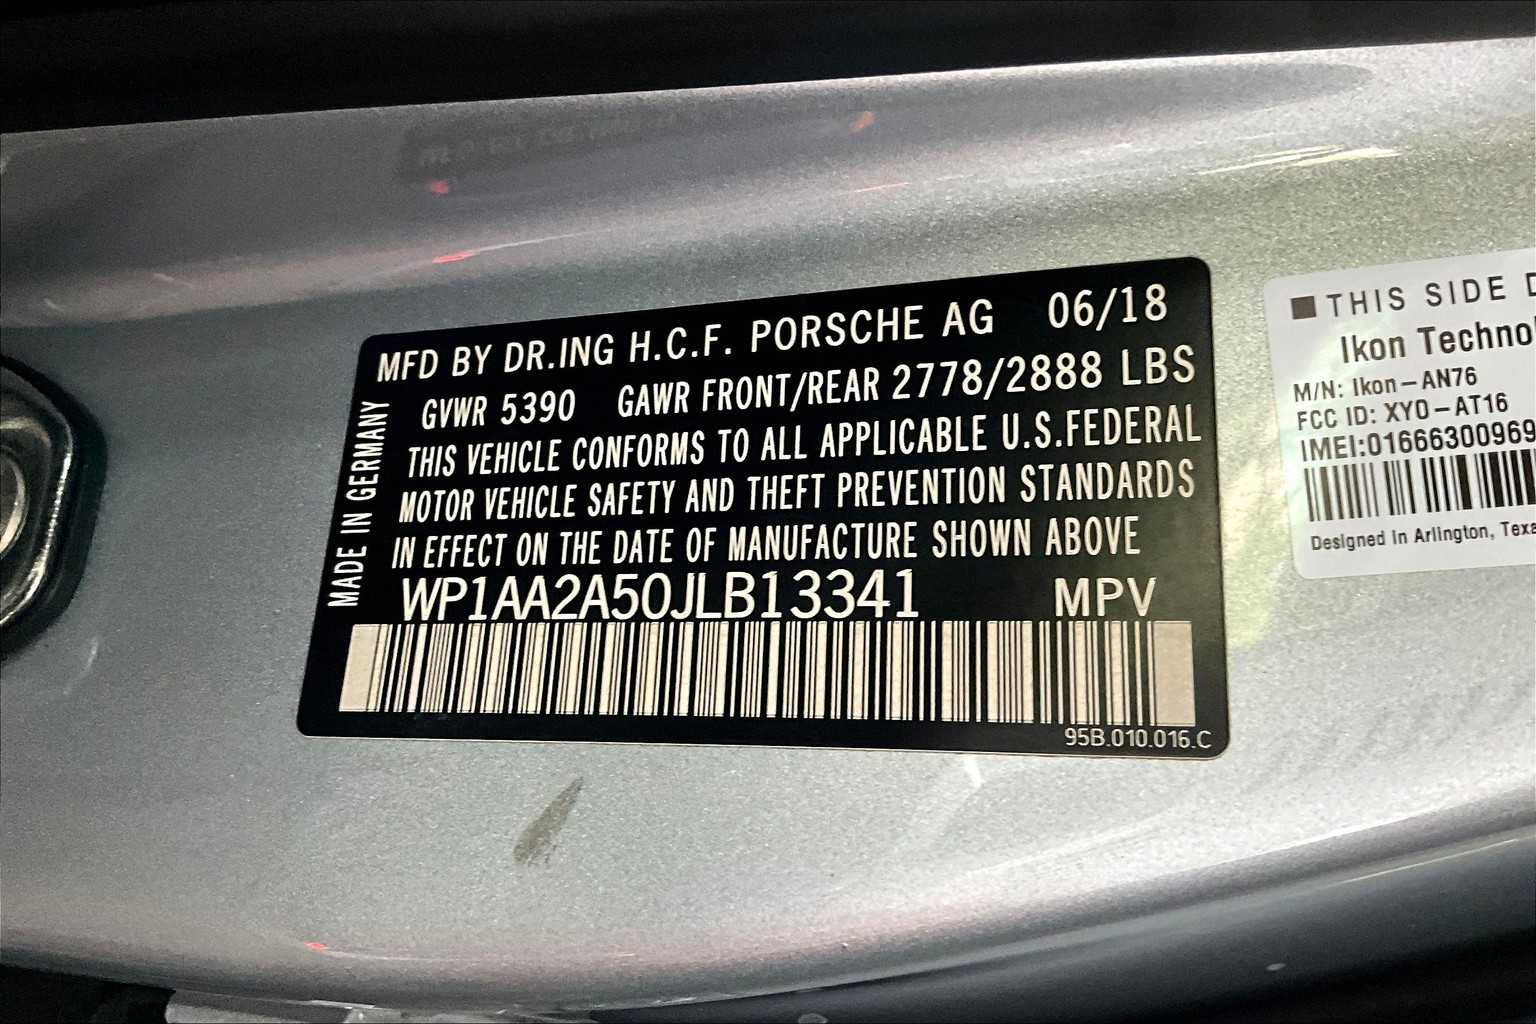 MFD BY DR.ING H.C.F. PORSCHE AG 06/18
GVWR 5390 GAWR FRONT/REAR 2778/2888 LBS
THIS VEHICLE CONFORMS TO ALL APPLICABLE U.S.FEDERAL
MOTOR VEHICLE SAFETY AND THEFT PREVENTION STANDARDS
IN EFFECT ON THE DATE OF MANUFACTURE SHOWN ABOVE
WP1AA2A50JLB13341 MPV
95B.010.016.C
MADE IN GERMANY
THIS SIDE
Ikon
M/N: Ikon-AN76
FCC ID: XYO-AT16
IMEI:01666300969
Designed in Arlington,